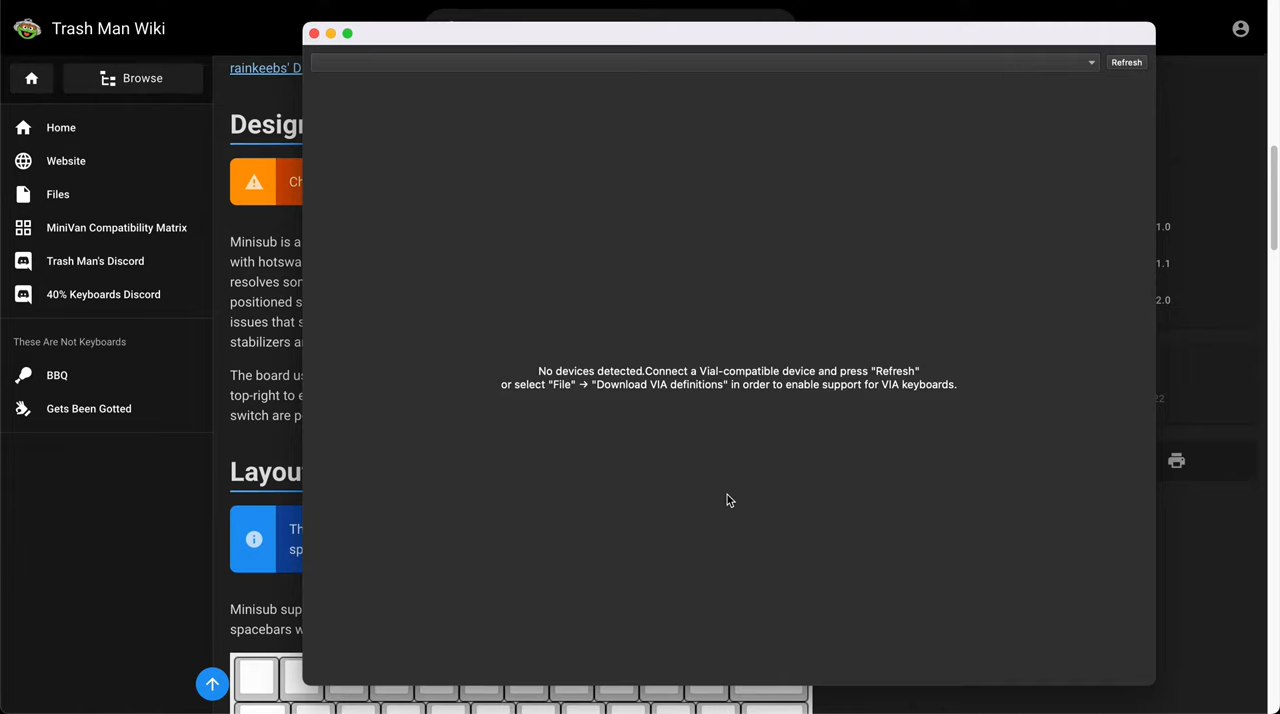 Trash Man Wiki
Refresh
Browse
rainkeebs' D
Home
Website
Files
MiniVan Compatibility Matrix
Trash Man's Discord
40% Keyboards Discord
These Are Not Keyboards
BBQ
Gets Been Gotted
Desig
Ch
Minisub is a
with hotswa
resolves som
positioned s
issues that s
stabilizers a
The board us
top-right to e
switch are p
Layou
Th
sp
Minisub sup
spacebars w
No devices detected.Connect a Vial-compatible device and press "Refresh"
or select "File" → "Download VIA definitions" in order to enable support for VIA keyboards.
1.0
1.1
2.0
22